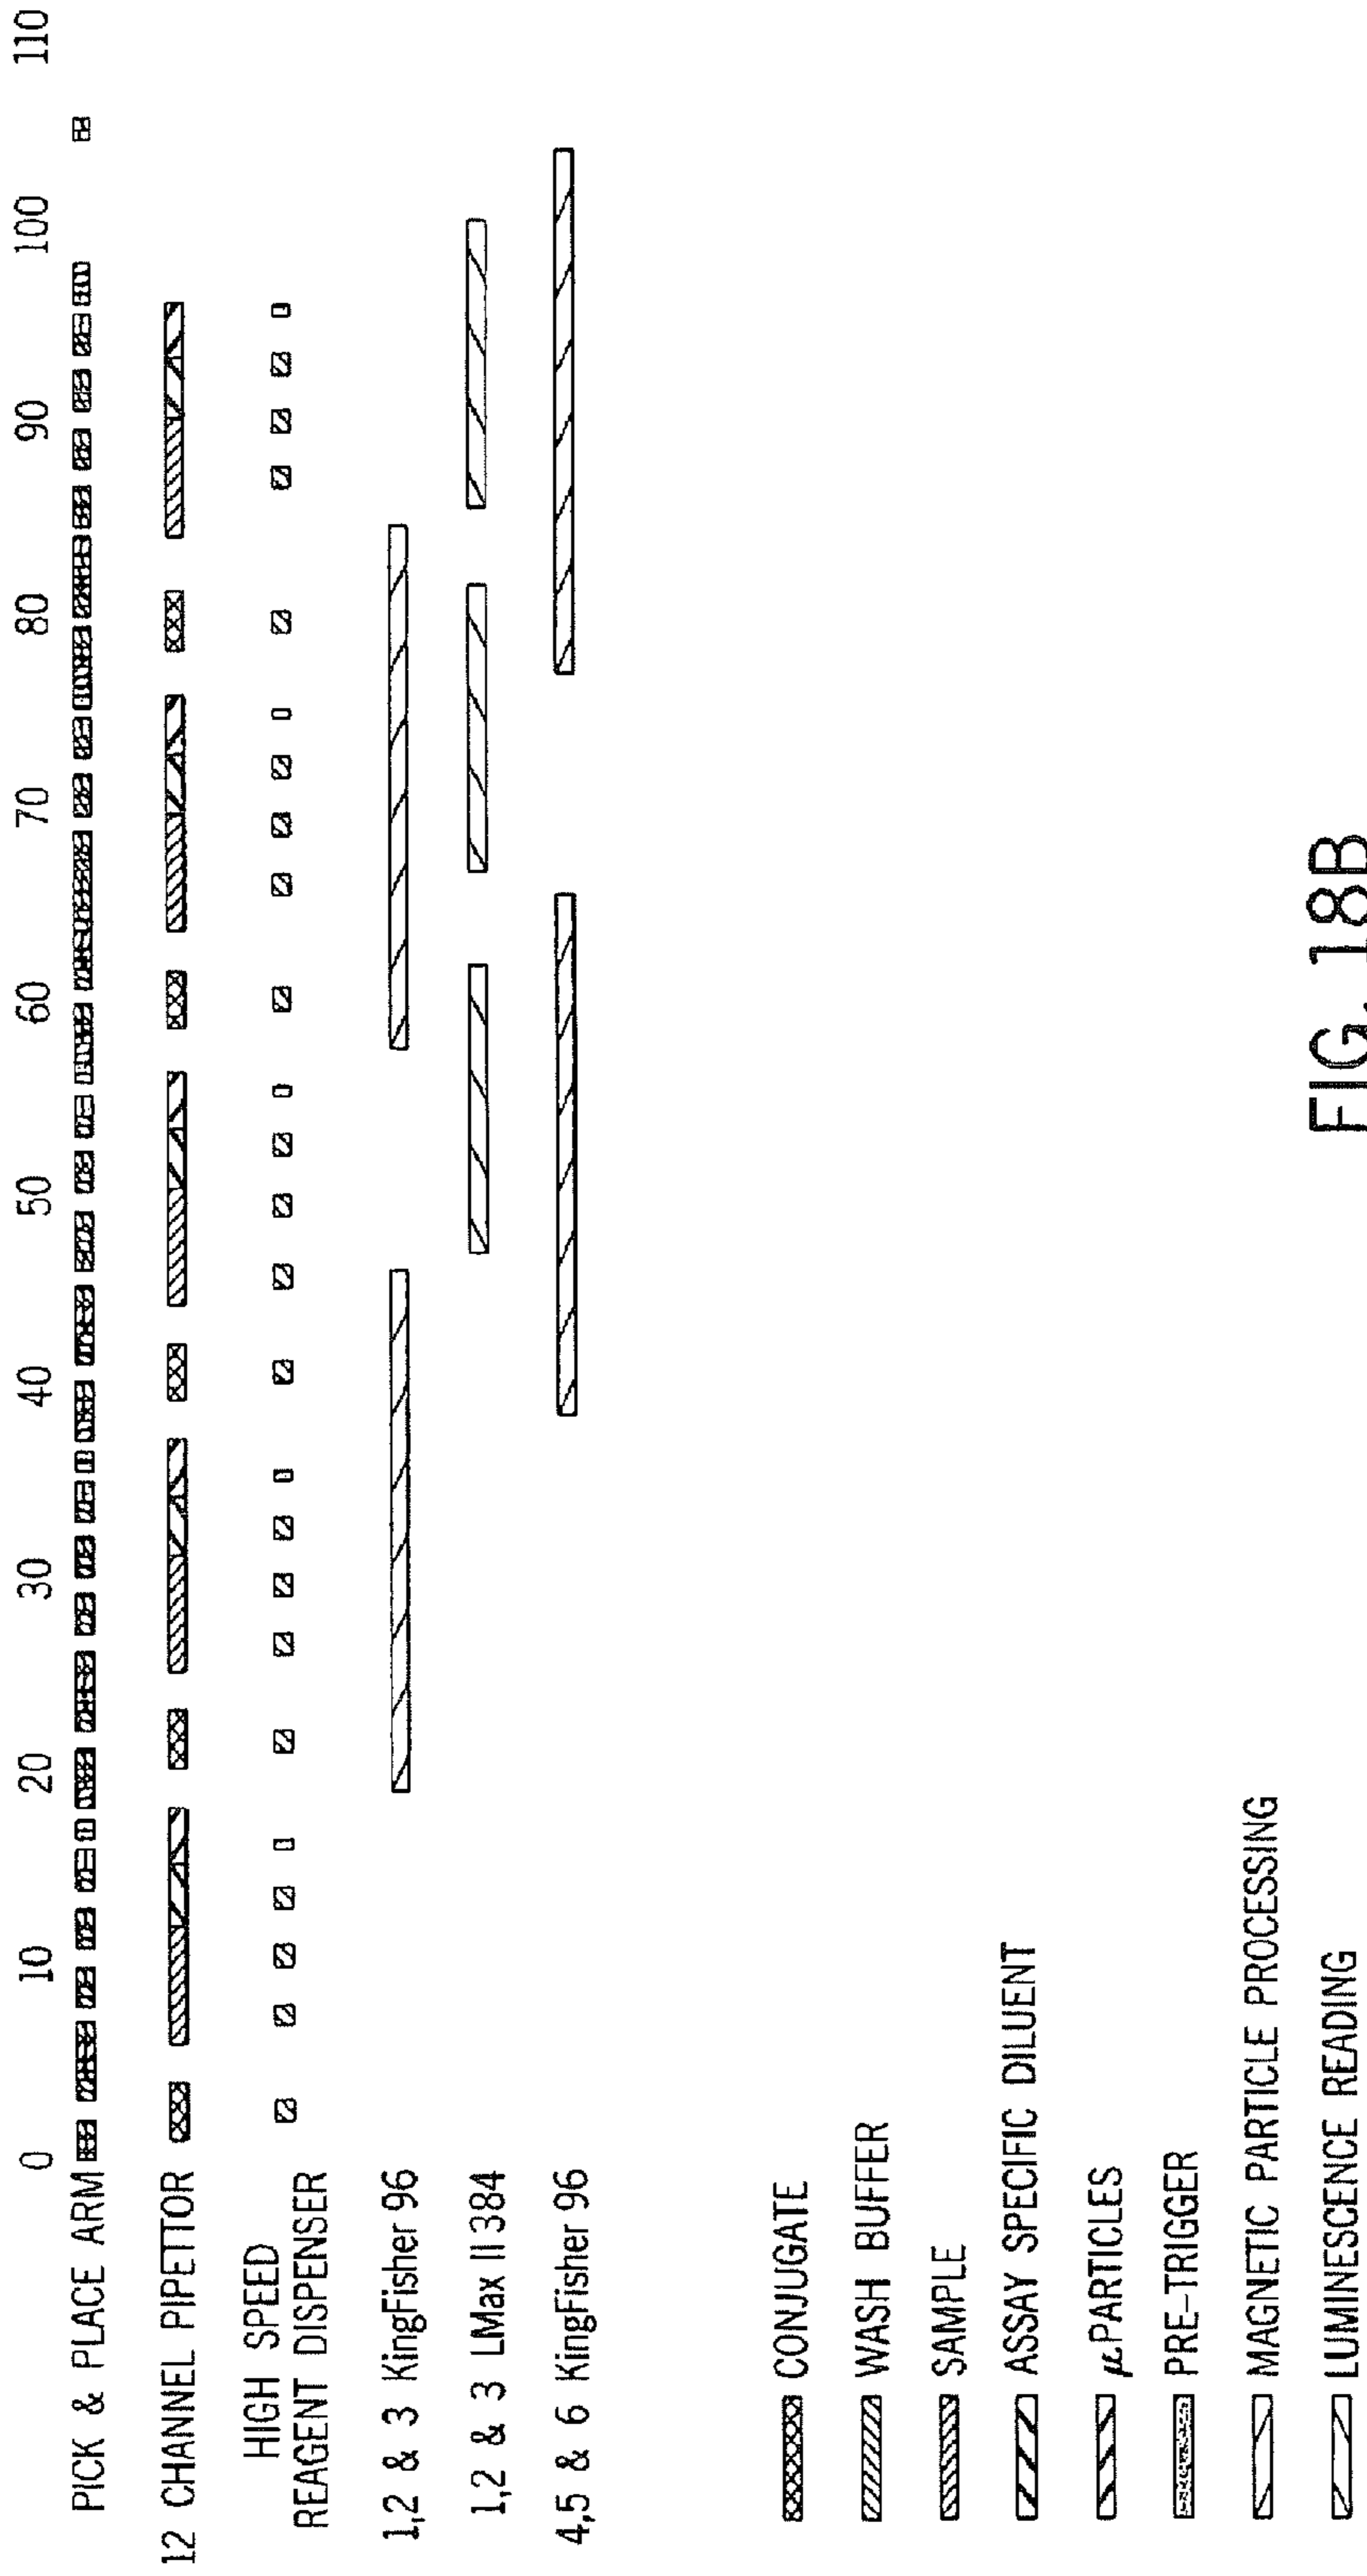 0 10 20 30 40 50 60 70 80 90 100 110
PICK & PLACE ARM
12 CHANNEL PIPETTOR
HIGH SPEED
REAGENT DISPENSER
1,2 & 3 KingFisher 96
1,2 & 3 LMax II 384
4,5 & 6 KingFisher 96
CONJUGATE
WASH BUFFER
SAMPLE
ASSAY SPECIFIC DILUENT
μPARTICLES
PRE-TRIGGER
MAGNETIC PARTICLE PROCESSING
LUMINESCENCE READING
FIG. 18B